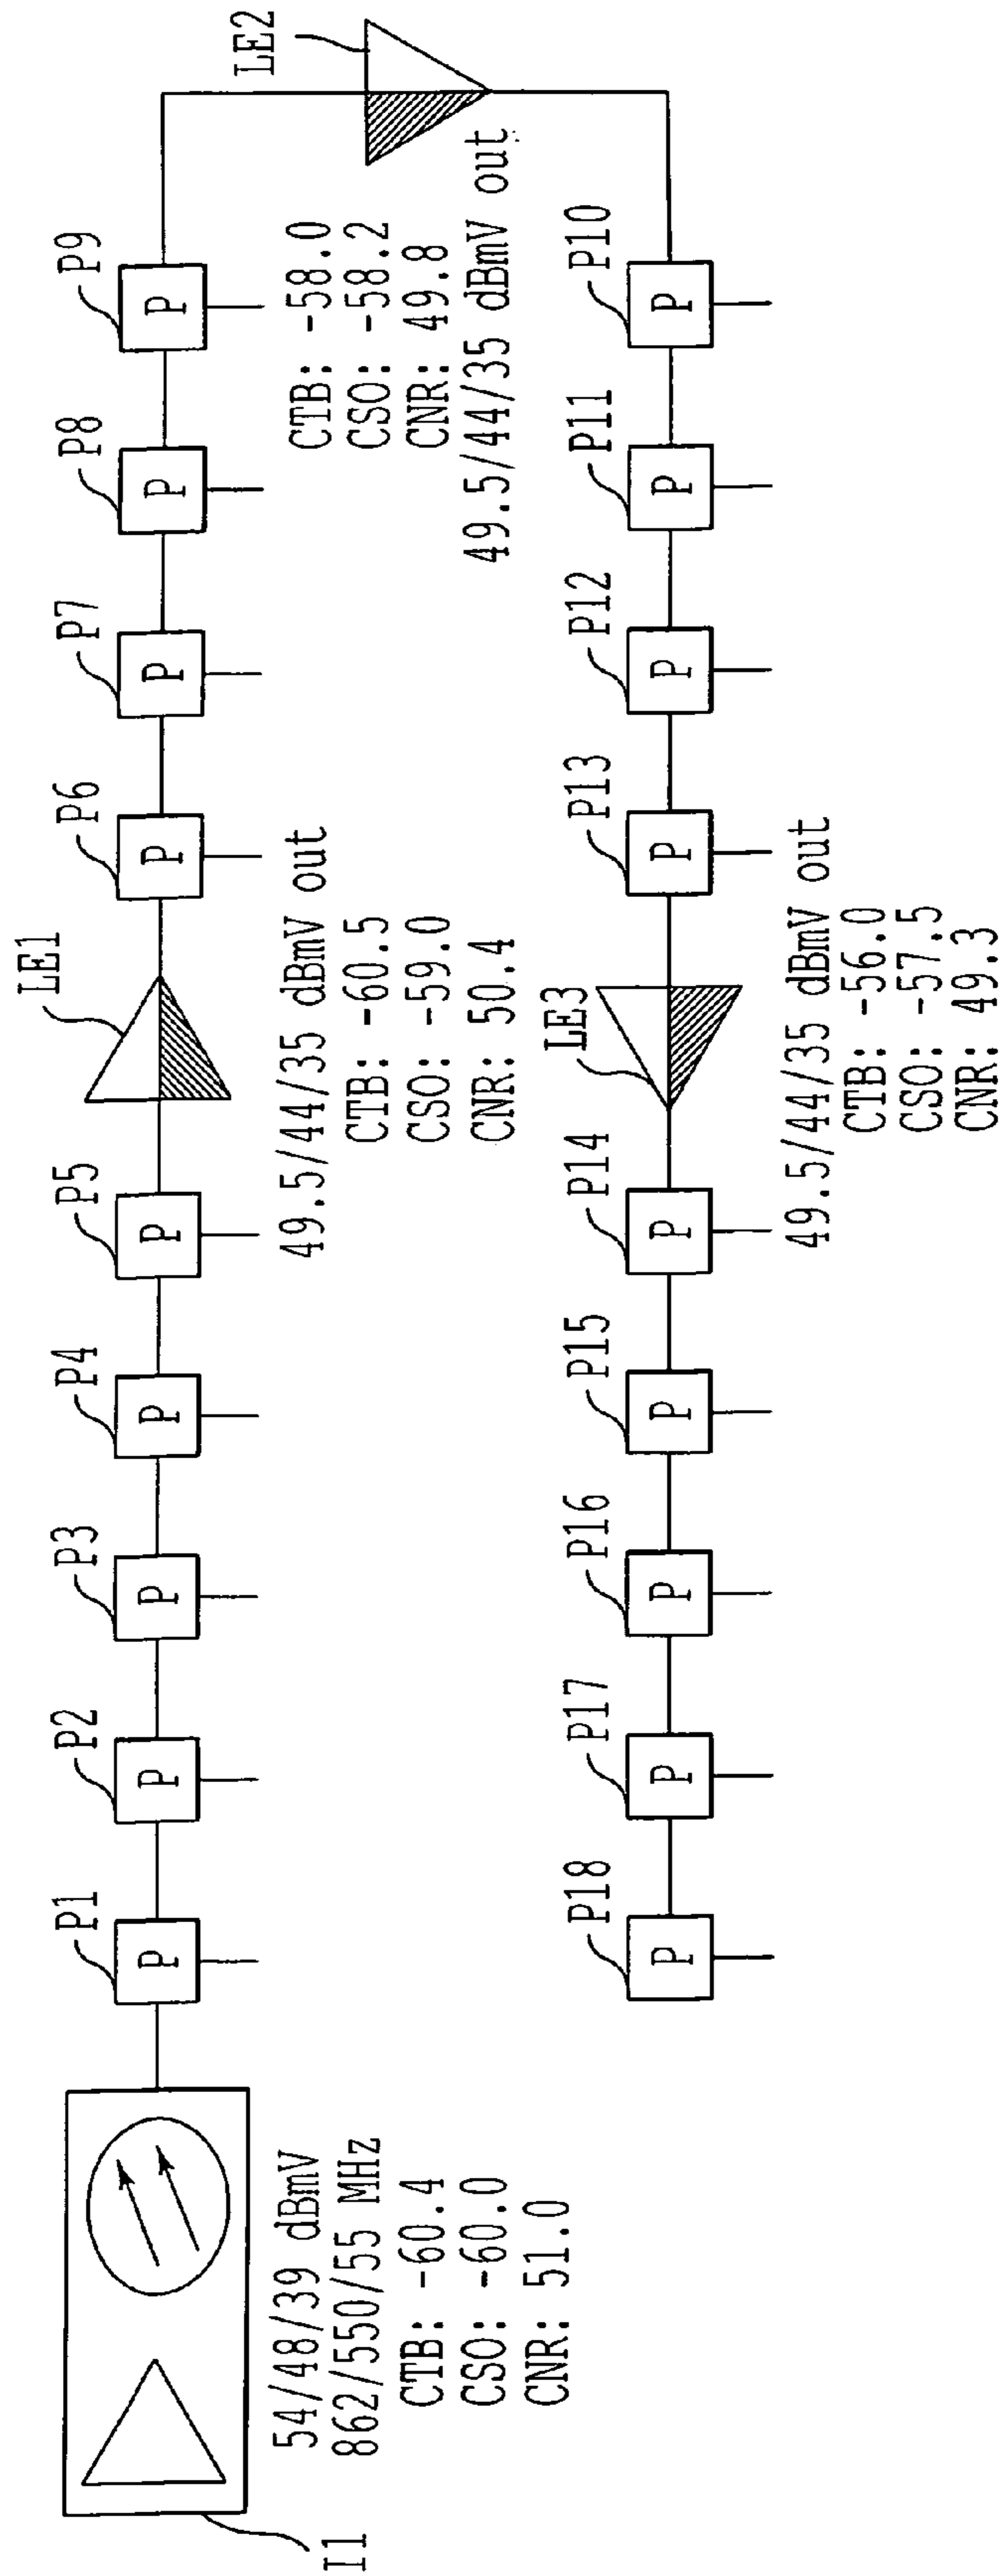 I1
54/48/39 dBmV
862/550/55 MHz
CTB: -60.4
CSO: -60.0
CNR: 51.0
P1
P
P2
P
P3
P
P4
P
P5
P
LE1
49.5/44/35 dBmV out
CTB: -60.5
CSO: -59.0
CNR: 50.4
P6
P
P7
P
P8
P
P9
P
LE2
CTB: -58.0
CSO: -58.2
CNR: 49.8
49.5/44/35 dBmV out
P10
P
P11
P
P12
P
P13
P
LE3
49.5/44/35 dBmV out
CTB: -56.0
CSO: -57.5
CNR: 49.3
P14
P
P15
P
P16
P
P17
P
P18
P